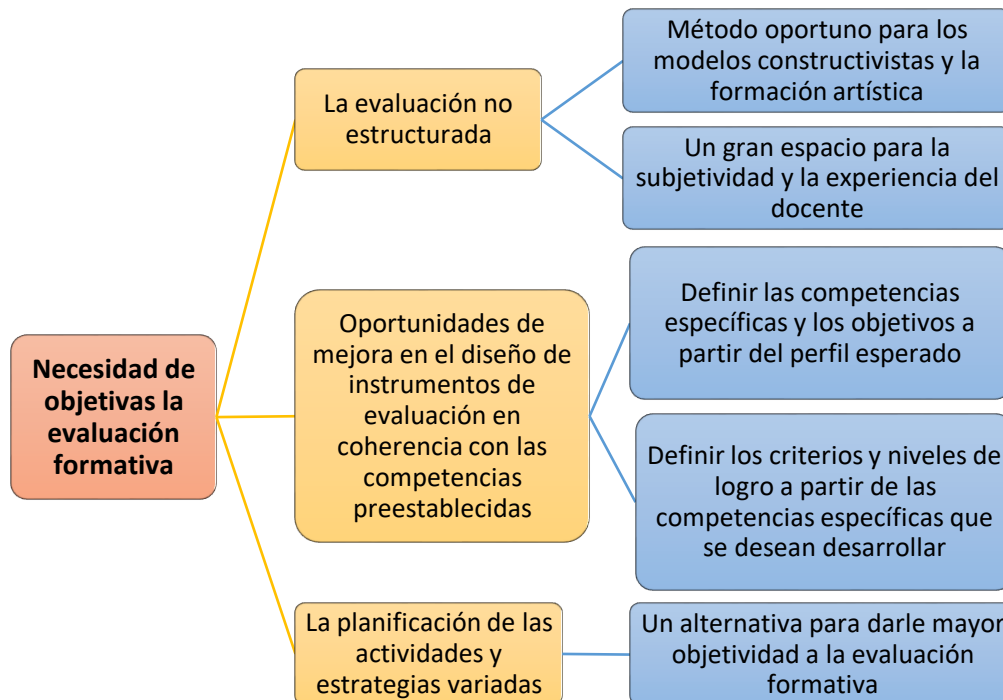 Necesidad de
objetivas la
evaluación
formativa
La evaluación no
estructurada
Método oportuno para los
modelos constructivistas y la
formación artística
Un gran espacio para la
subjetividad y la experiencia del
docente
Oportunidades de
mejora en el diseño de
instrumentos de
evaluación en
coherencia con las
competencias
preestablecidas
Definir las competencias
específicas y los objetivos a
partir del perfil esperado
Definir los criterios y niveles de
logro a partir de las
competencias específicas que
se desean desarrollar
La planificación de las
actividades y
estrategias variadas
Un alternativa para darle mayor
objetividad a la evaluación
formativa